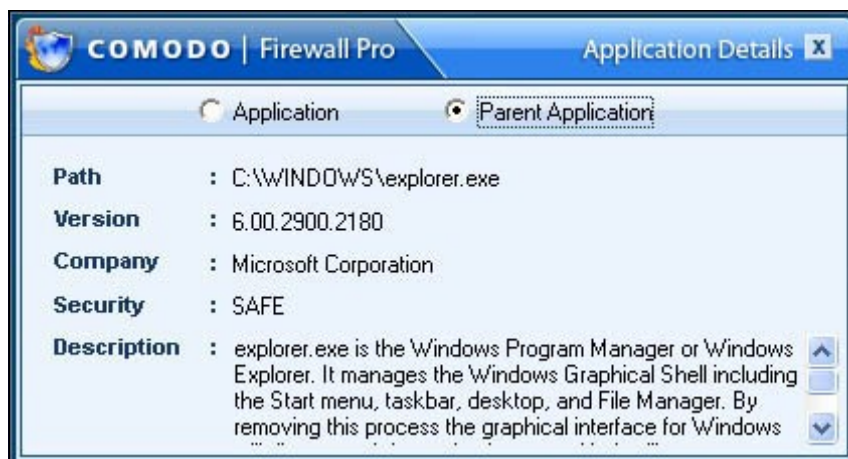 COMODO | Firewall Pro Application Details X
Application Parent Application
Path : C:\WINDOWS\explorer.exe
Version : 6.00.2900.2180
Company : Microsoft Corporation
Security : SAFE
Description : explorer.exe is the Windows Program Manager or Windows
Explorer. It manages the Windows Graphical Shell including
the Start menu, taskbar, desktop, and File Manager. By
removing this process the graphical interface for Windows